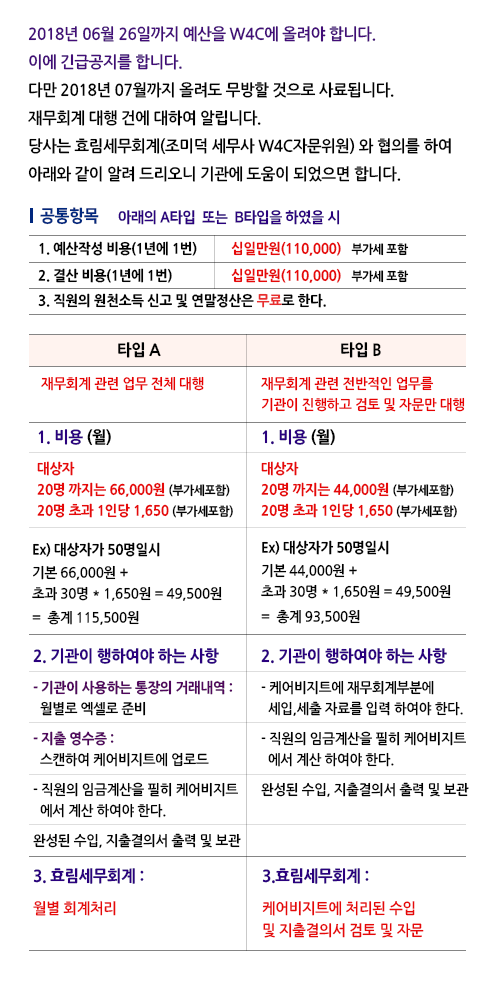 2018년 06월 26일까지 예산을 W4C에 올려야 합니다.
이에 긴급공지를 합니다.
다만 2018년 07월까지 올려도 무방할 것으로 사료됩니다.
재무회계 대행 건에 대하여 알립니다.
당사는 효림세무회계(조미덕 세무사 W4C자문위원) 와 협의를 하여
아래와 같이 알려 드리오니 기관에 도움이 되었으면 합니다.
공통항목 아래의 A타입 또는 B타입을 하였을 시
1. 예산작성 비용(1년에 1번) 십일만원(110,000) 부가세 포함
2. 결산 비용(1년에 1번) 십일만원(110,000) 부가세 포함
3. 직원의 원천소득 신고 및 연말정산은 무료로 한다.
타입 A
재무회계 관련 업무 전체 대행
1. 비용 (월)
대상자
20명 까지는 66,000원 (부가세포함)
20명 초과 1인당 1,650 (부가세포함)
Ex) 대상자가 50명일시
기본 66,000원 +
초과 30명 * 1,650원 = 49,500원
= 총계 115,500원
2. 기관이 행하여야 하는 사항
- 기관이 사용하는 통장의 거래내역 :
월별로 엑셀로 준비
- 지출 영수증 :
스캔하여 케어비지트에 업로드
- 직원의 임금계산을 필히 케어비지트
에서 계산 하여야 한다.
완성된 수입, 지출결의서 출력 및 보관
3. 효림세무회계 :
월별 회계처리
타입 B
재무회계 관련 전반적인 업무를
기관이 진행하고 검토 및 자문만 대행
1. 비용 (월)
대상자
20명 까지는 44,000원 (부가세포함)
20명 초과 1인당 1,650 (부가세포함)
Ex) 대상자가 50명일시
기본 44,000원 +
초과 30명 * 1,650원 = 49,500원
= 총계 93,500원
2. 기관이 행하여야 하는 사항
- 케어비지트에 재무회계부분에
세입,세출 자료를 입력 하여야 한다.
- 직원의 임금계산을 필히 케어비지트
에서 계산 하여야 한다.
완성된 수입, 지출결의서 출력 및 보관
3.효림세무회계 :
케어비지트에 처리된 수입
및 지출결의서 검토 및 자문